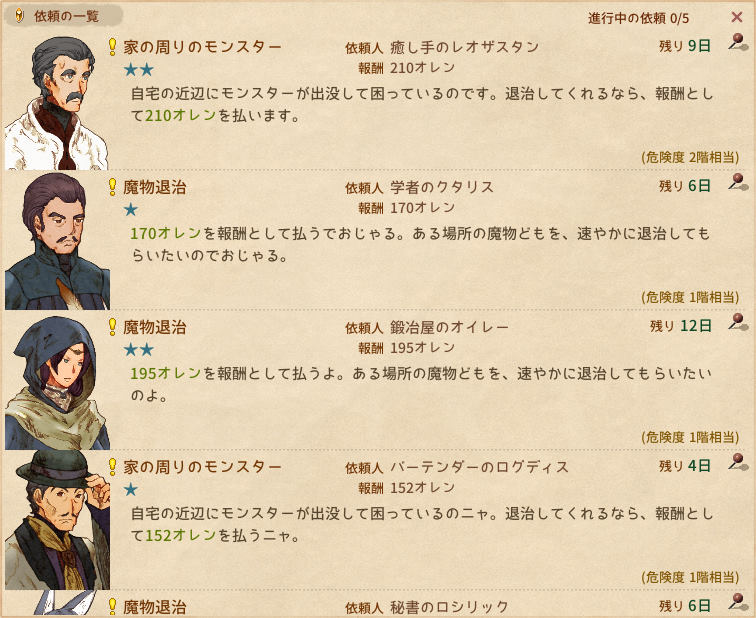 依頼の一覧
進行中の依頼 0/5
家の周りのモンスター
依頼人 癒し手のレオザスタン
残り 9日
★★
報酬 210オレン
自宅の近辺にモンスターが出没して困っているのです。退治してくれるなら、報酬とし
て210オレンを払います。
(危険度 2階相当)
魔物退治
依頼人 学者のクタリス
残り 6日
★
報酬 170オレン
170オレンを報酬として払うでおじゃる。ある場所の魔物どもを、速やかに退治しても
らいたいのでおじゃる。
(危険度 1階相当)
魔物退治
依頼人 鍛冶屋のオイレー
残り 12日
★★
報酬 195オレン
195オレンを報酬として払うよ。ある場所の魔物どもを、速やかに退治してもらいたい
のよ。
(危険度 1階相当)
家の周りのモンスター
依頼人 バーテンダーのログディス
残り 4日
★
報酬 152オレン
自宅の近辺にモンスターが出没して困っているのニャ。退治してくれるなら、報酬とし
て152オレンを払うニャ。
(危険度 1階相当)
魔物退治
依頼人 秘書のロシリック
残り 6日